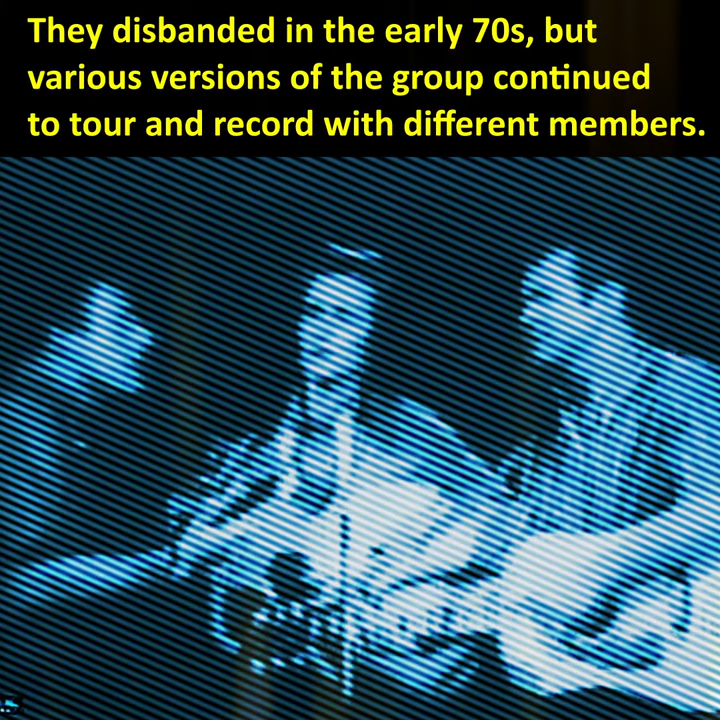 They disbanded in the early 70s, but
various versions of the group continued
to tour and record with different members.